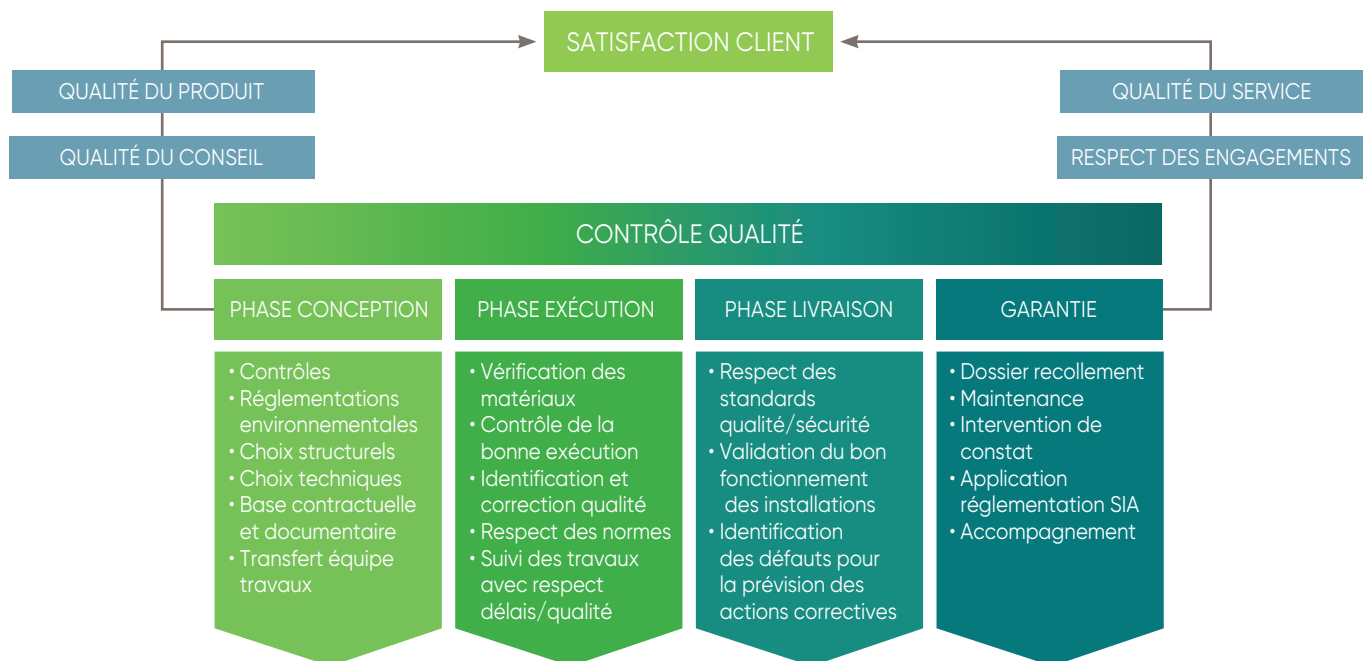 SATISFACTION CLIENT
QUALITÉ DU PRODUIT
QUALITÉ DU CONSEIL
QUALITÉ DU SERVICE
RESPECT DES ENGAGEMENTS
CONTRÔLE QUALITÉ
PHASE CONCEPTION
• Contrôles
• Réglementations
environnementales
• Choix structurels
• Choix techniques
• Base contractuelle
et documentaire
• Transfert équipe
travaux
PHASE EXÉCUTION
• Vérification des
matériaux
• Contrôle de la
bonne exécution
• Identification et
correction qualité
• Respect des normes
• Suivi des travaux
avec respect
délais/qualité
PHASE LIVRAISON
• Respect des
standards
qualité/sécurité
• Validation du bon
fonctionnement
des installations
• Identification
des défauts pour
la prévision des
actions correctives
GARANTIE
• Dossier recollement
• Maintenance
• Intervention de
constat
• Application
réglementation SIA
• Accompagnement